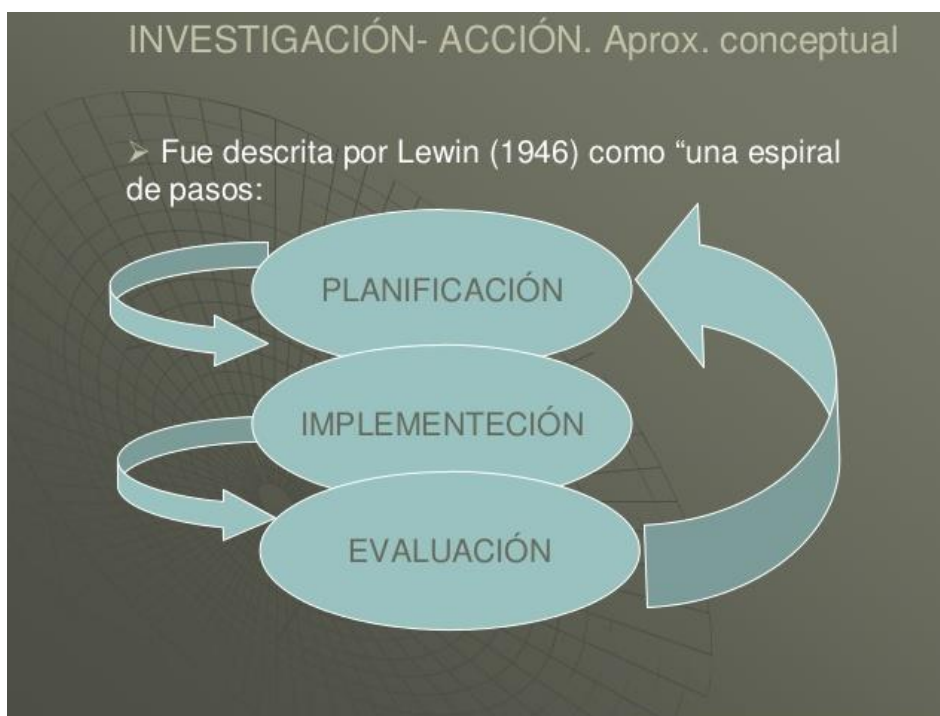 INVESTIGACIÓN- ACCIÓN. Aprox. conceptual
➢ Fue descrita por Lewin (1946) como “una espiral
de pasos:
PLANIFICACIÓN
IMPLEMENTECIÓN
EVALUACIÓN